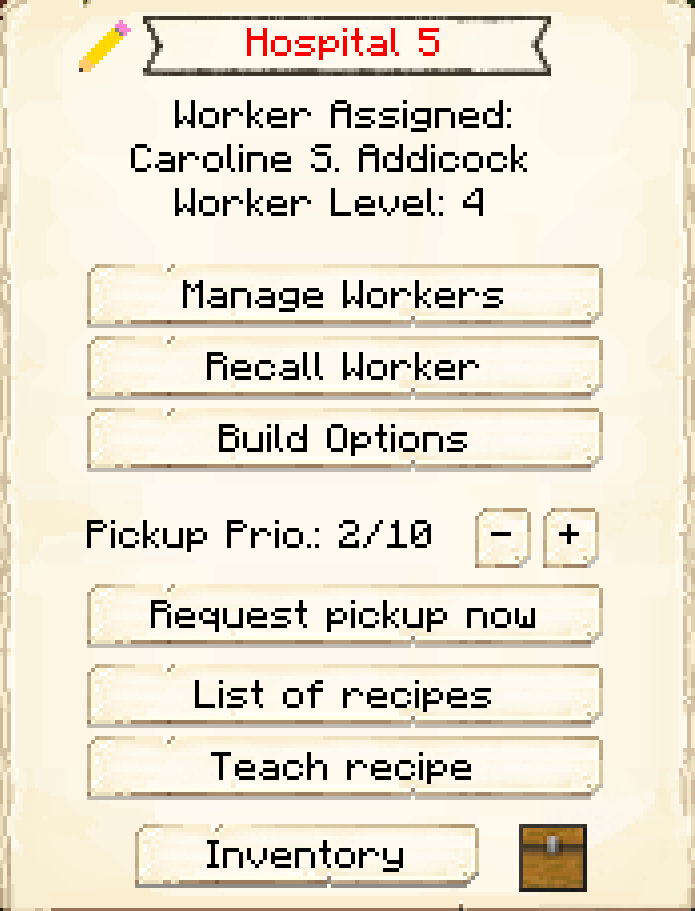 Hospital 5
Worker Assigned:
Caroline S. Addicock
Worker Level: 4
Manage Workers
Recall Worker
Build Options
Pickup Prio.: 2/10 - +
Request pickup now
List of recipes
Teach recipe
Inventory